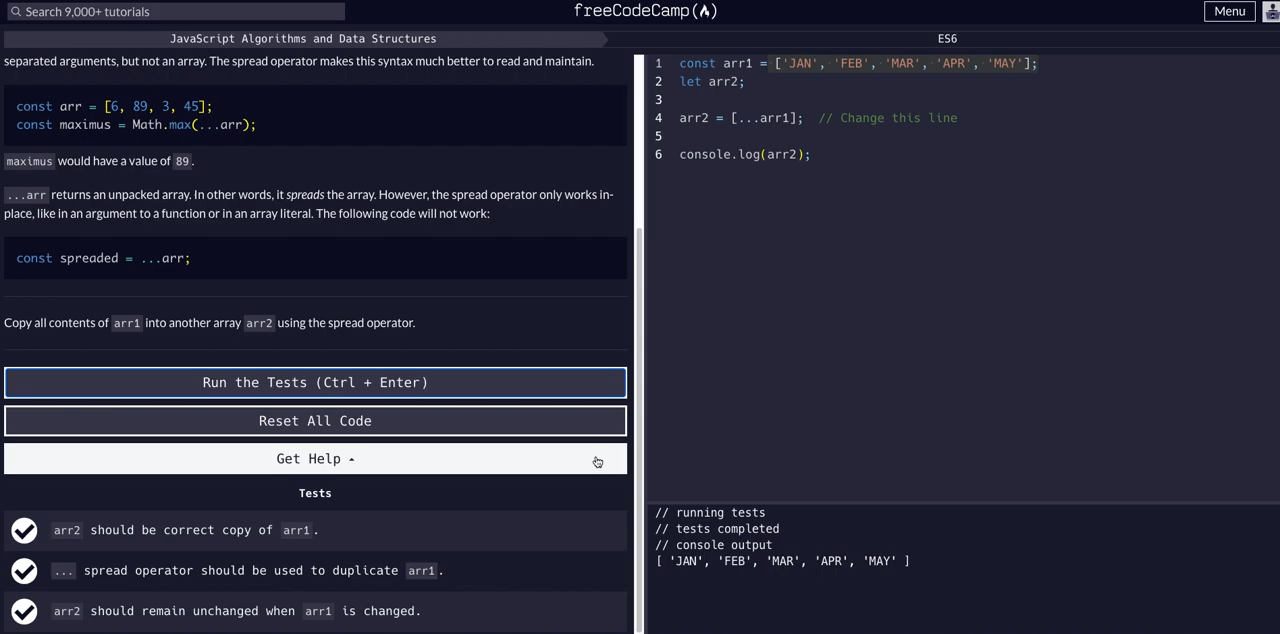 Search 9,000+ tutorials
freeCodeCamp
Menu
JavaScript Algorithms and Data Structures
ES6
separated arguments, but not an array. The spread operator makes this syntax much better to read and maintain.
const arr = [6, 89, 3, 45];
const maximus = Math.max(...arr);
maximus would have a value of 89.
...arr returns an unpacked array. In other words, it spreads the array. However, the spread operator only works in-
place, like in an argument to a function or in an array literal. The following code will not work:
const spreaded = ...arr;
Copy all contents of arr1 into another array arr2 using the spread operator.
Run the Tests (Ctrl + Enter)
Reset All Code
Get Help
Tests
arr2 should be correct copy of arr1.
... spread operator should be used to duplicate arr1.
arr2 should remain unchanged when arr1 is changed.
1 const arr1 = ['JAN', 'FEB', 'MAR', 'APR', 'MAY'];
2 let arr2;
3
4 arr2 = [...arr1]; // Change this line
5
6 console.log(arr2);
// running tests
// tests completed
// console output
[ 'JAN', 'FEB', 'MAR', 'APR', 'MAY' ]